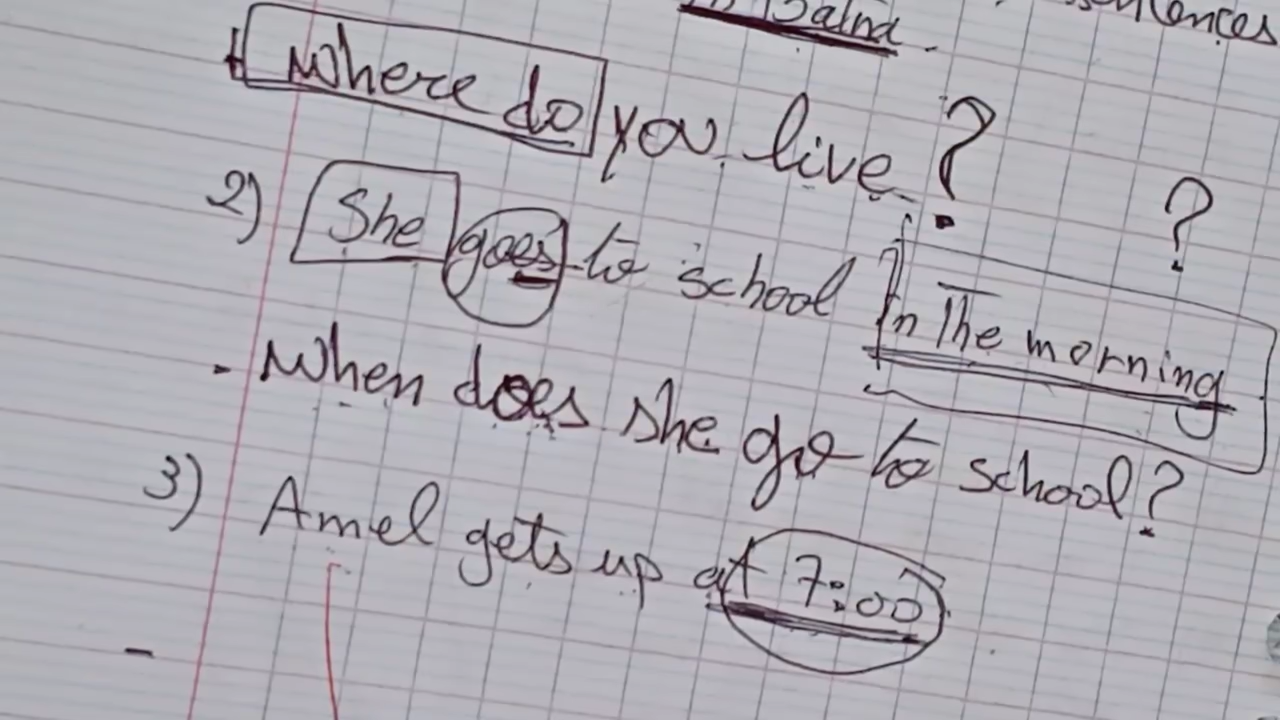 In
Where do you live?
?
2) She goes to school In The morning
. When does she go to school?
3) Amel gets up at 7:00
-